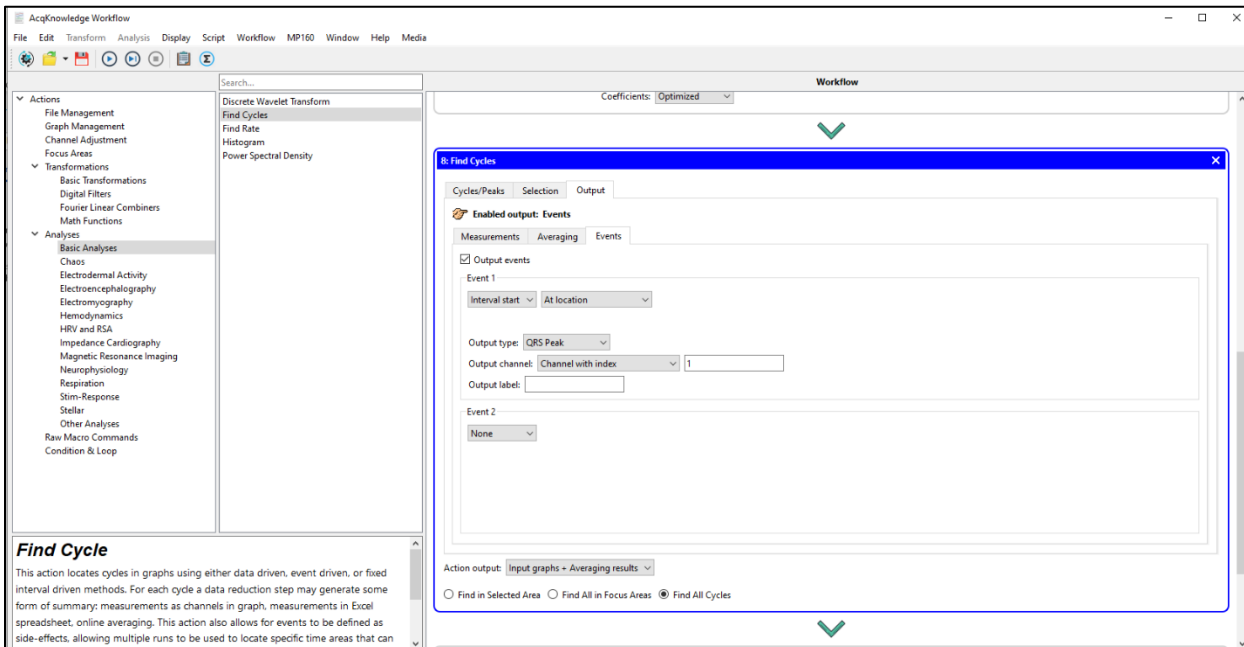 AcqKnowledge Workflow
File Edit Transform Analysis Display Script Workflow MP160 Window Help Media
Search...
Workflow
Actions
File Management
Graph Management
Channel Adjustment
Focus Areas
Transformations
Basic Transformations
Digital Filters
Fourier Linear Combiners
Math Functions
Analyses
Basic Analyses
Chaos
Electrodermal Activity
Electroencephalography
Electromyography
Hemodynamics
HRV and RSA
Impedance Cardiography
Magnetic Resonance Imaging
Neurophysiology
Respiration
Stim-Response
Stellar
Other Analyses
Raw Macro Commands
Condition & Loop
Discrete Wavelet Transform
Find Cycles
Find Rate
Histogram
Power Spectral Density
Coefficients: Optimized
8: Find Cycles
Cycles/Peaks Selection Output
Enabled output: Events
Measurements Averaging Events
Output events
Event 1
Interval start At location
Output type: QRS Peak
Output channel: Channel with index 1
Output label:
Event 2
None
Action output: Input graphs + Averaging results
Find in Selected Area Find All in Focus Areas Find All Cycles
Find Cycle
This action locates cycles in graphs using either data driven, event driven, or fixed
interval driven methods. For each cycle a data reduction step may generate some
form of summary: measurements as channels in graph, measurements in Excel
spreadsheet, online averaging. This action also allows for events to be defined as
side-effects, allowing multiple runs to be used to locate specific time areas that can